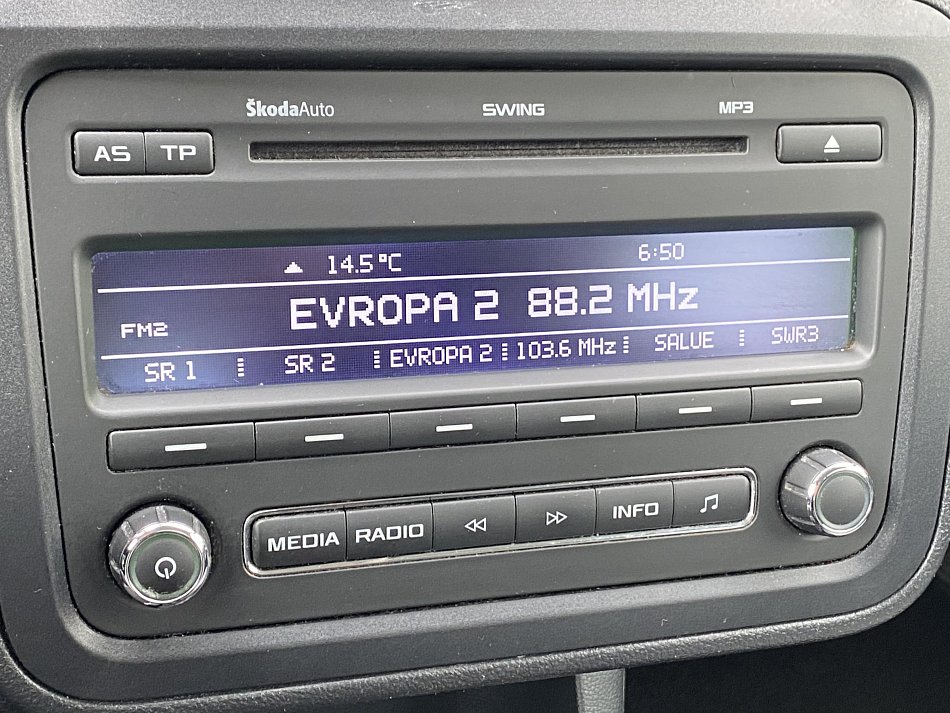 ŠkodaAuto SWING MP3
AS TP
14.5 °C 6:50
FM2 EVROPA 2 88.2 MHz
SR 1 SR 2 EVROPA 2 103.6 MHz SALUE SWR3
MEDIA RADIO INFO